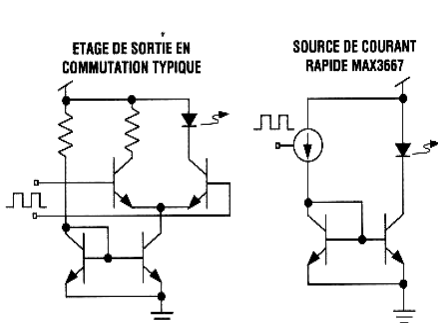 ETAGE DE SORTIE EN
COMMUTATION TYPIQUE
SOURCE DE COURANT
RAPIDE MAX3667